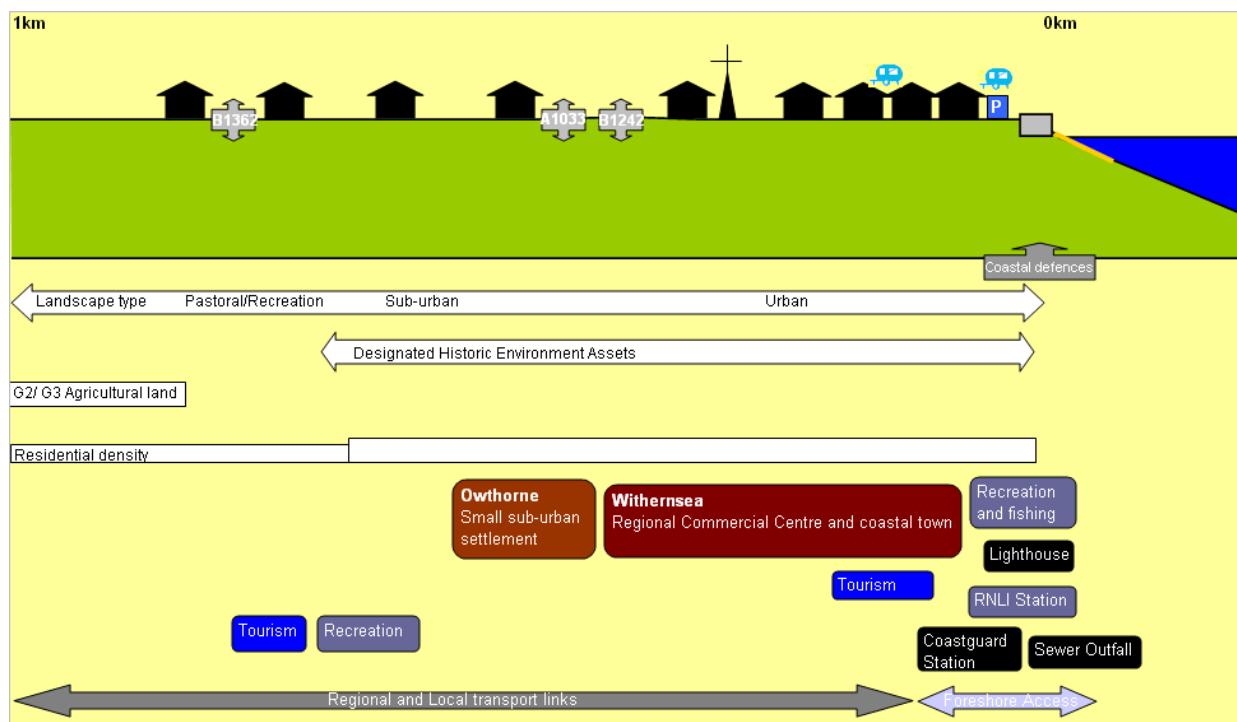 1km
0km
B1362
A1033
B1242
P
Coastal defences
Landscape type
Pastoral/Recreation
Sub-urban
Urban
Designated Historic Environment Assets
G2/ G3 Agricultural land
Residential density
Owthorne
Small sub-urban
settlement
Withernsea
Regional Commercial Centre and coastal town
Recreation
and fishing
Lighthouse
Tourism
RNLI Station
Tourism
Recreation
Coastguard
Station
Sewer Outfall
Regional and Local transport links
Foreshore Access